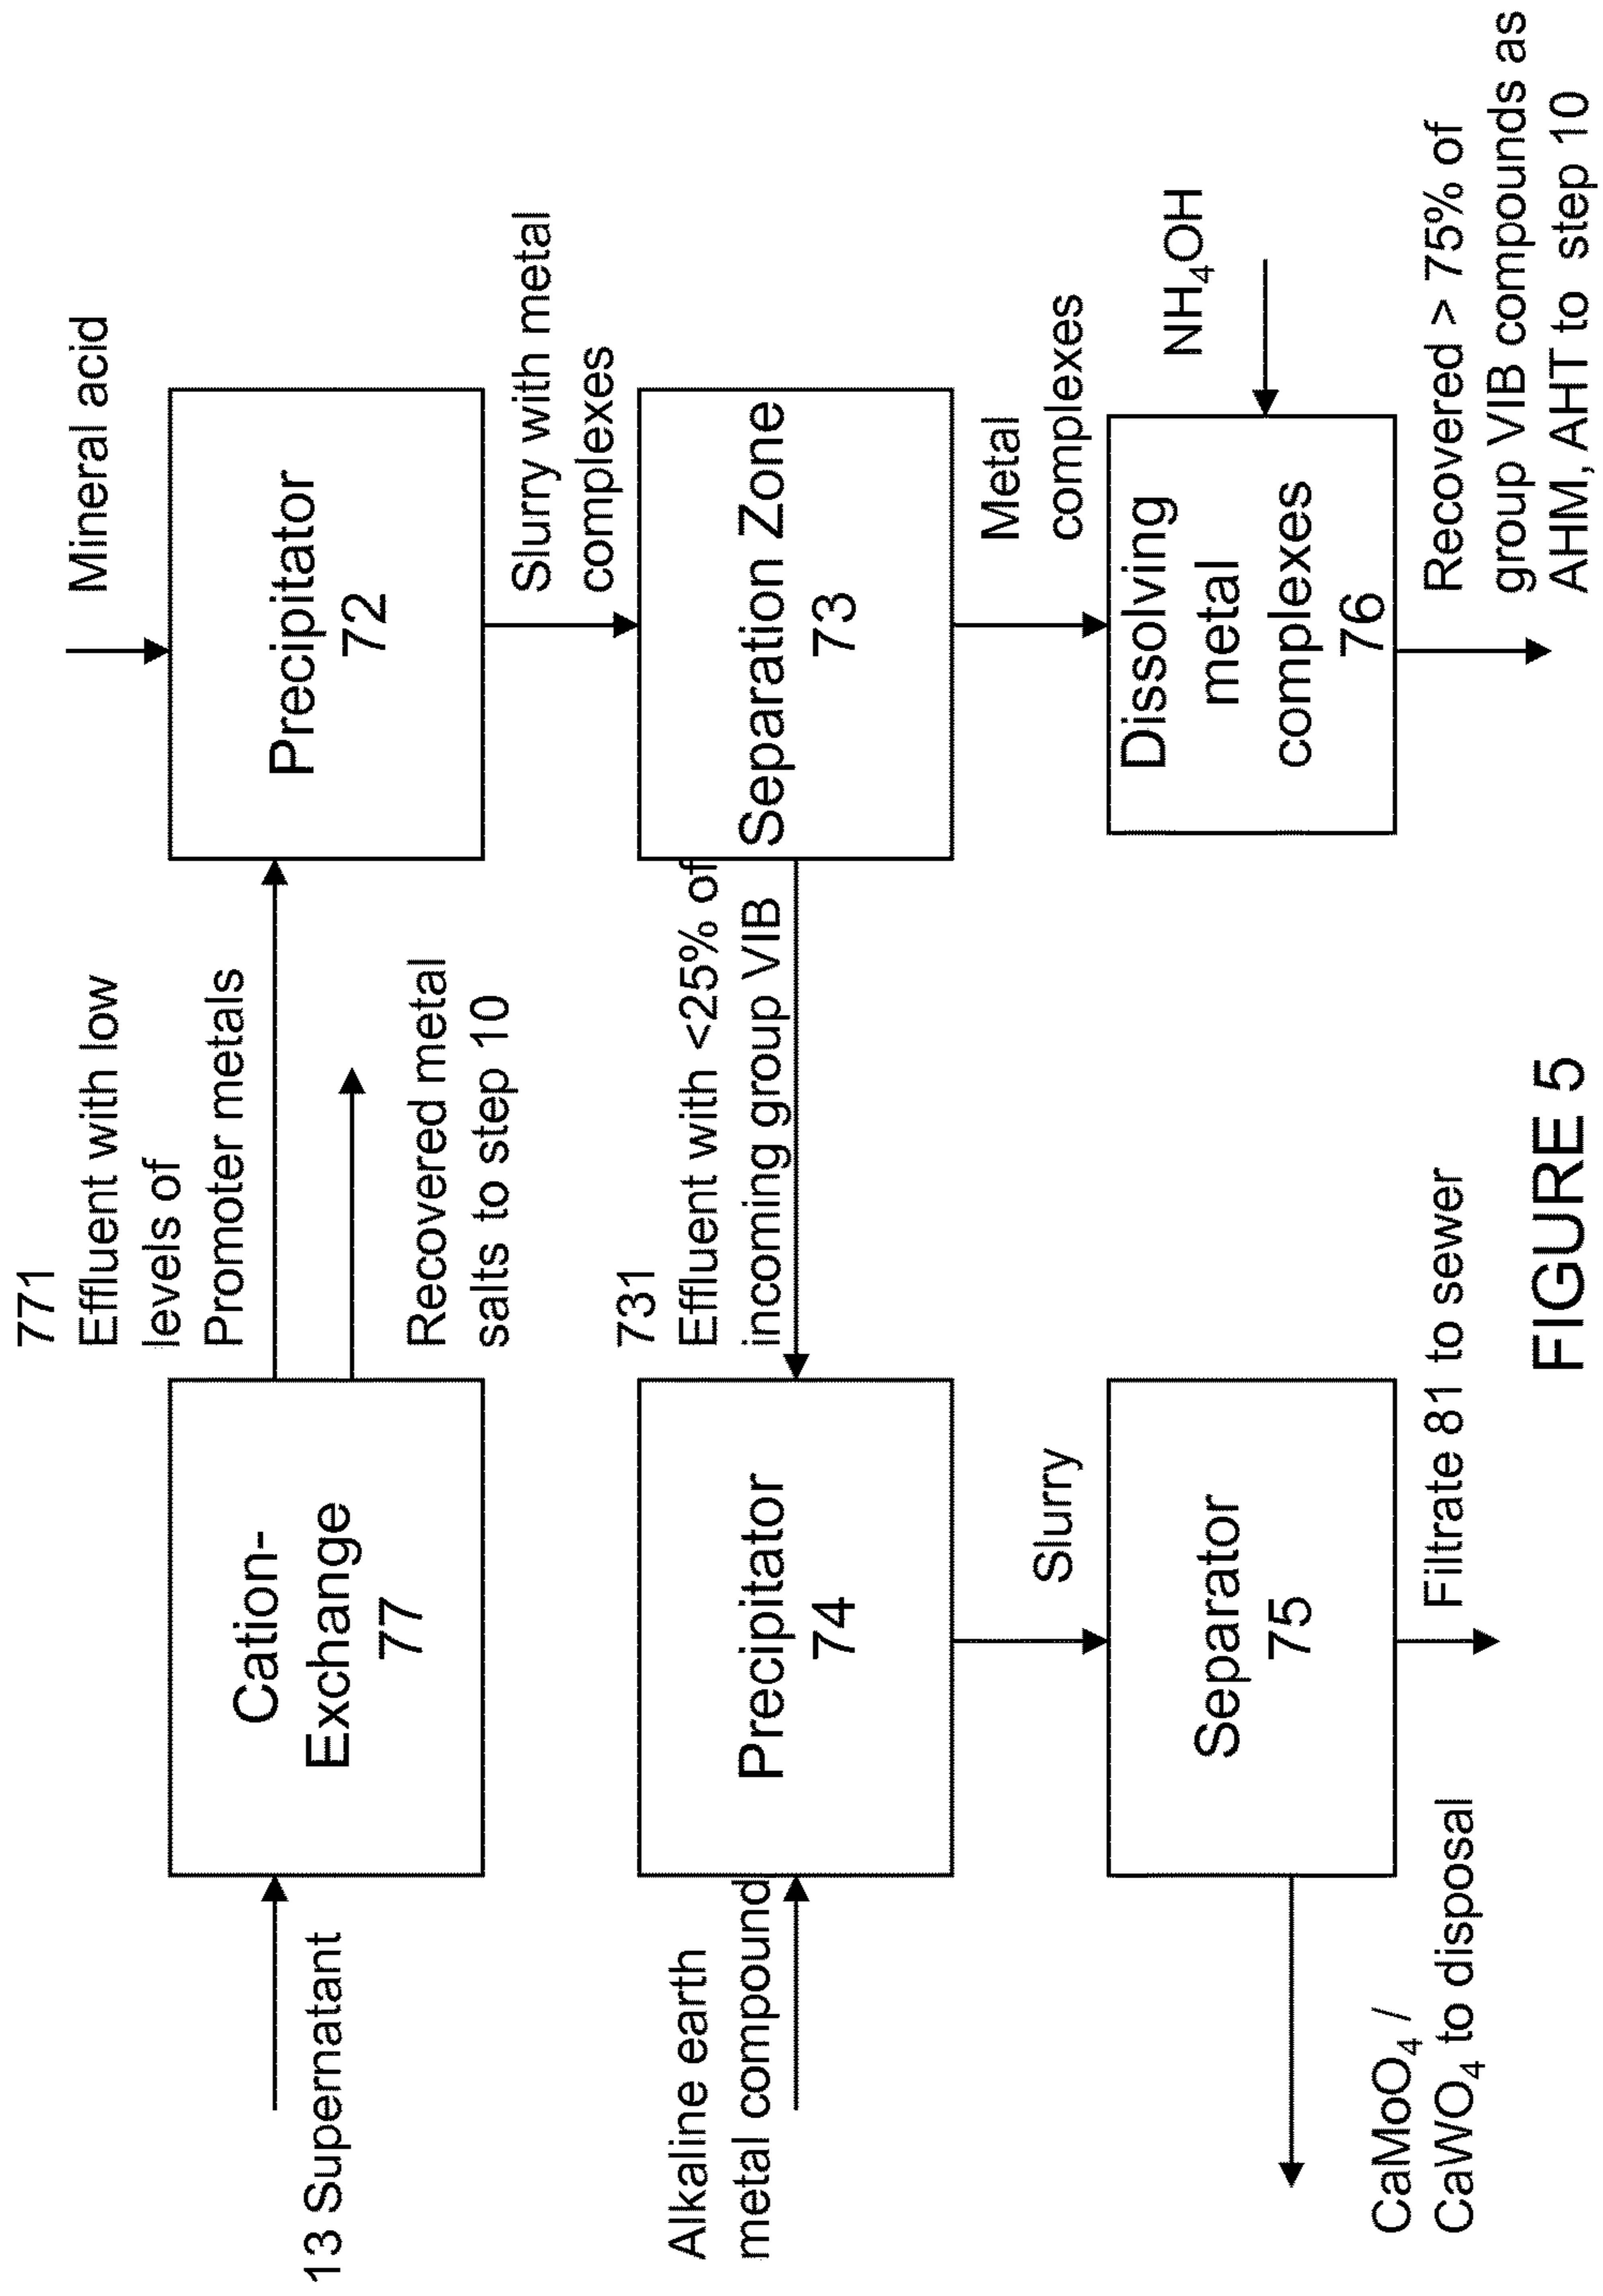 771
Effluent with low
levels of
Promoter metals
Mineral acid
13 Supernatant
Cation-
Exchange
77
Recovered metal
salts to step 10
Precipitator
72
Slurry with metal
complexes
731
Effluent with <25% of
incoming group VIB
Alkaline earth
metal compound
Precipitator
74
Separation Zone
73
Slurry
Metal
complexes
NH4OH
Separator
75
Dissolving
metal
complexes
76
CaMoO4 /
CaWO4 to disposal
Filtrate 81 to sewer
Recovered > 75% of
group VIB compounds as
AHM, AHT to step 10
FIGURE 5